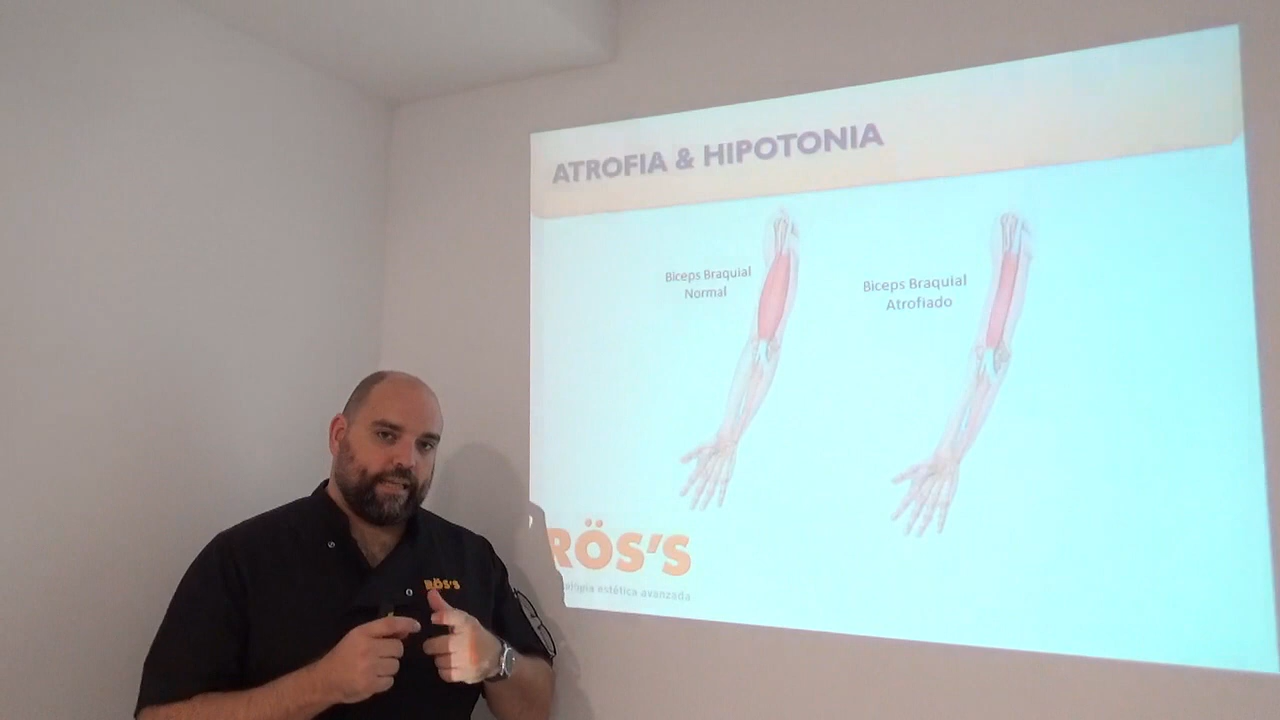 ATROFIA & HIPOTONIA
Biceps Braquial
Normal
Biceps Braquial
Atrofiado
RÖS'S
estética avanzada
RÖS'S